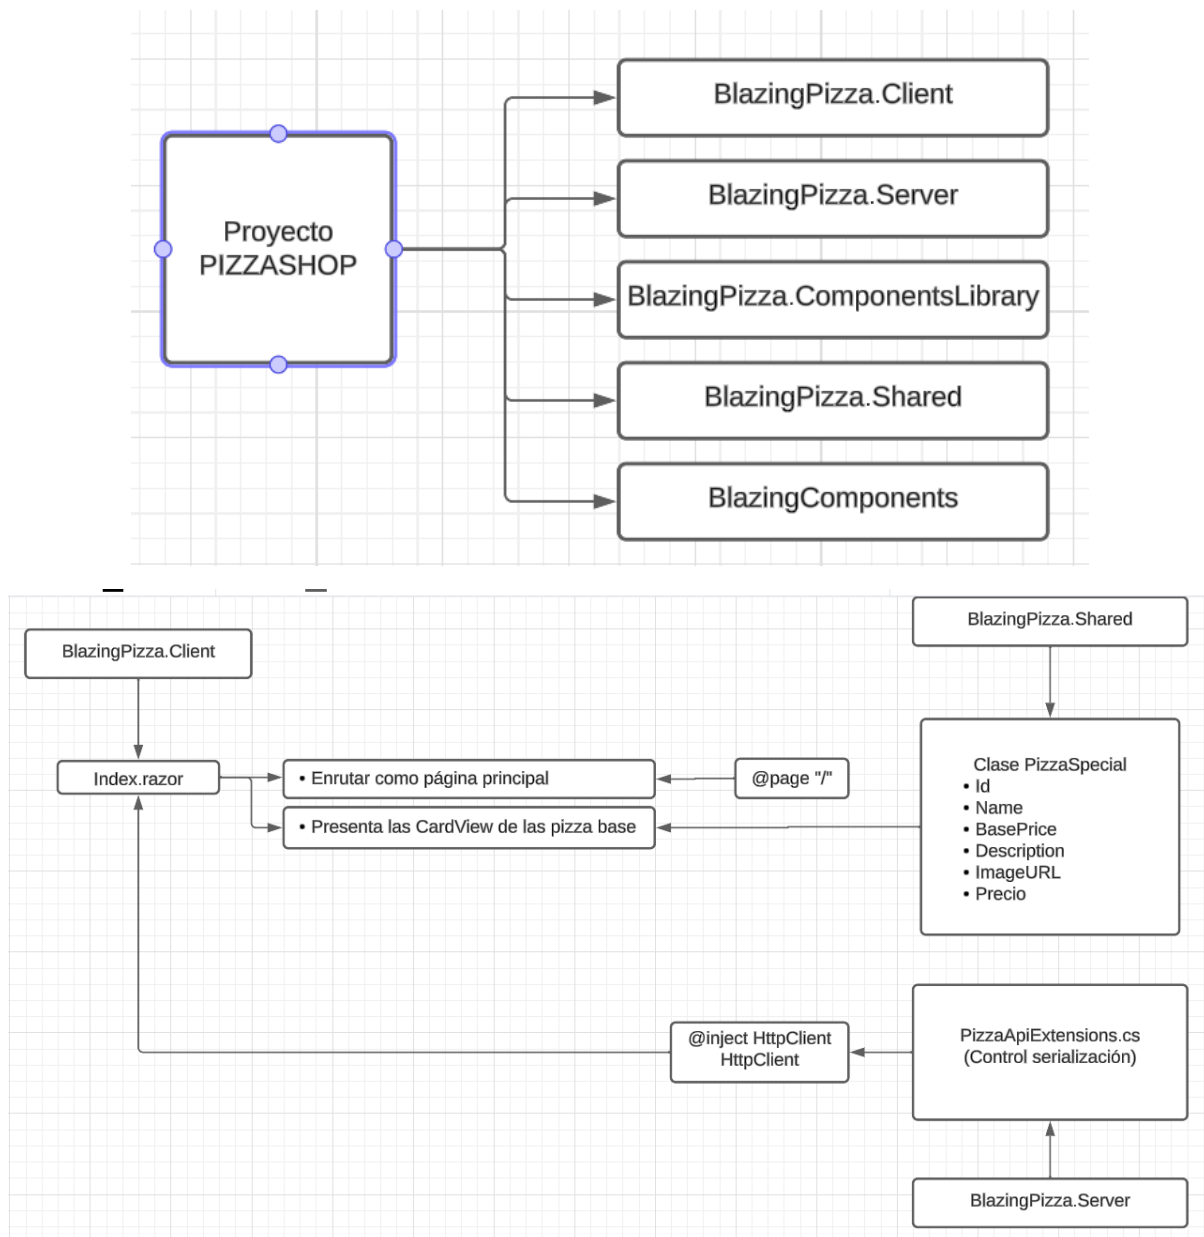 Proyecto
PIZZASHOP
BlazingPizza.Client
BlazingPizza.Server
BlazingPizza.ComponentsLibrary
BlazingPizza.Shared
BlazingComponents
BlazingPizza.Client
BlazingPizza.Shared
Index.razor
• Enrutar como página principal
@page "/"
• Presenta las CardView de las pizza base
Clase PizzaSpecial
• Id
• Name
• BasePrice
• Description
• ImageURL
• Precio
@inject HttpClient
HttpClient
PizzaApiExtensions.cs
(Control serialización)
BlazingPizza.Server